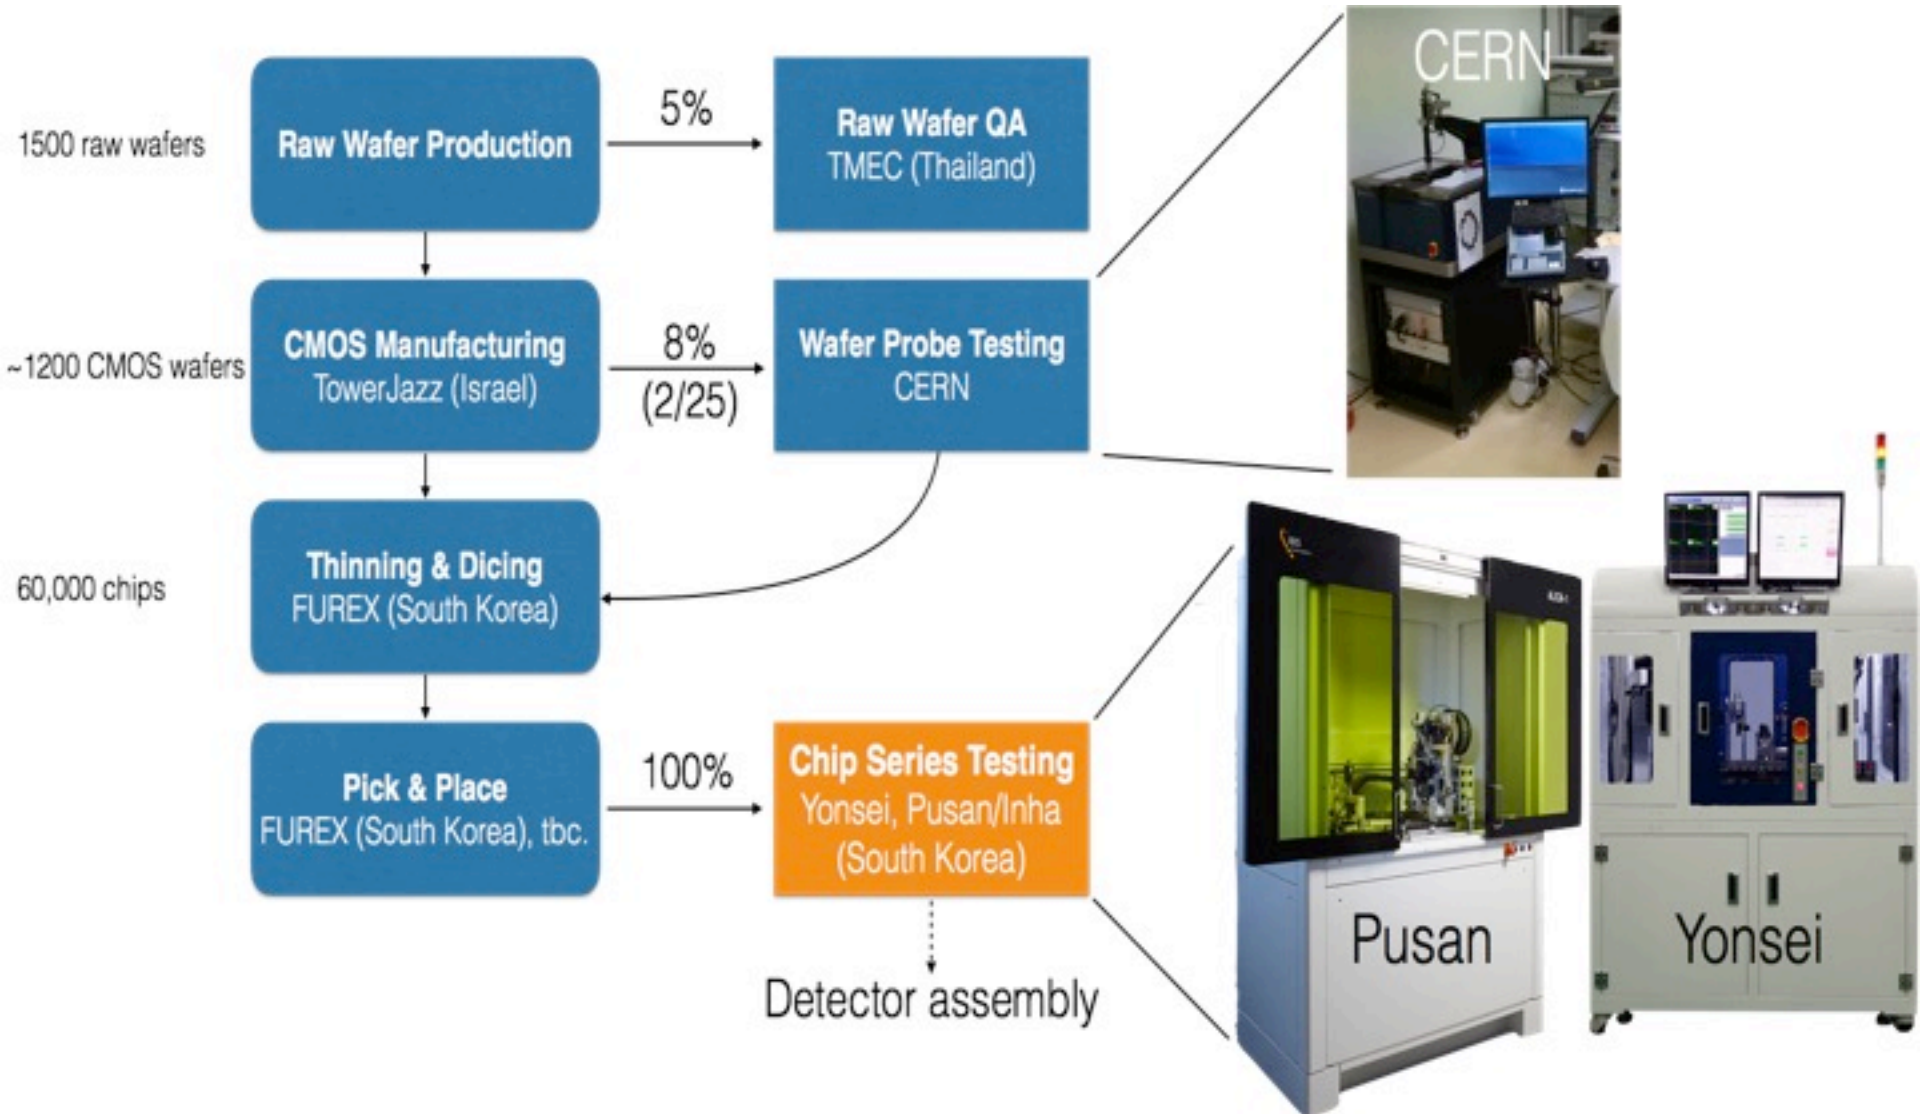 1500 raw wafers
Raw Wafer Production
5%
Raw Wafer QA
TMEC (Thailand)
CERN
~1200 CMOS wafers
CMOS Manufacturing
TowerJazz (Israel)
8%
(2/25)
Wafer Probe Testing
CERN
60,000 chips
Thinning & Dicing
FUREX (South Korea)
Pick & Place
FUREX (South Korea), tbc.
100%
Chip Series Testing
Yonsei, Pusan/Inha
(South Korea)
Detector assembly
Pusan
Yonsei